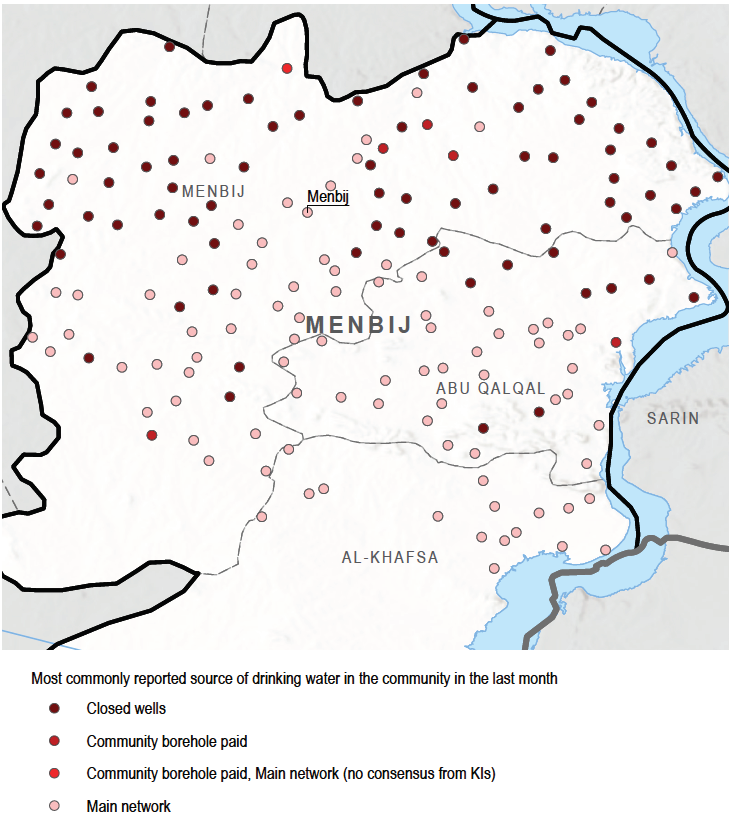 MENBIJ
Menbij
MENBIJ
ABU QALQAL
SARIN
AL-KHAFSA
Most commonly reported source of drinking water in the community in the last month
Closed wells
Community borehole paid
Community borehole paid, Main network (no consensus from KIs)
Main network